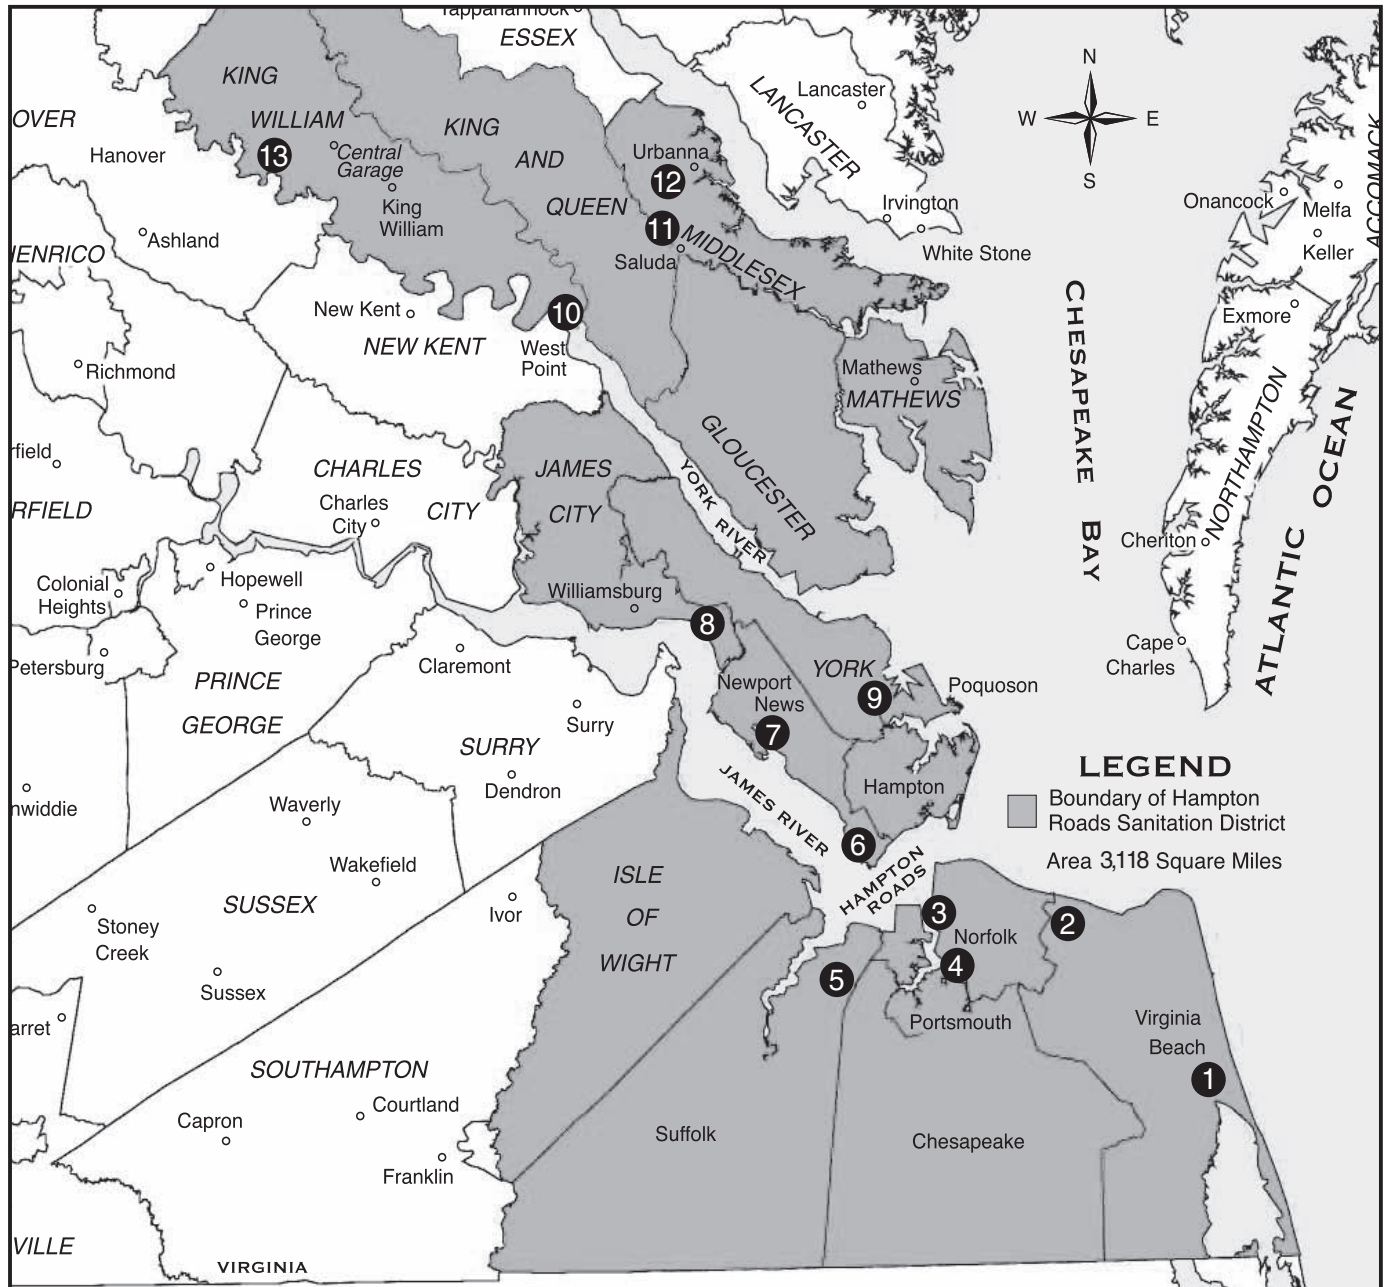 Tappahannock
ESSEX
KING
WILLIAM
LANCASTER
Lancaster
N
W
E
S
OVER
Hanover
13
Central
Garage
KING
AND
QUEEN
Urbanna
12
King
William
11
Irvington
White Stone
Onancock
Melfa
Keller
ACCOMACK
Ashland
HENRICO
Saluda
MIDDLESEX
New Kent
10
NEW KENT
West
Point
Exmore
Richmond
Mathews
MATHEWS
CHESAPEAKE
BAY
NORTHAMPTON
ATLANTIC OCEAN
rfield
RFIELD
CHARLES
CITY
Charles
City
JAMES
CITY
YORK RIVER
GLOUCESTER
Cheriton
Colonial
Heights
Hopewell
Prince
George
Williamsburg
8
Cape
Charles
Petersburg
PRINCE
GEORGE
Claremont
Surry
SURRY
Dendron
Newport
News
7
YORK
9
Poquoson
nwiddie
Waverly
JAMES RIVER
Hampton
LEGEND
Boundary of Hampton
Roads Sanitation District
Area 3,118 Square Miles
6
HAMPTON
ROADS
Wakefield
SUSSEX
Ivor
ISLE
OF
WIGHT
3
Norfolk
2
4
5
Stoney
Creek
Sussex
arret
Portsmouth
Virginia
Beach
1
SOUTHAMPTON
Capron
Courtland
Franklin
Suffolk
Chesapeake
VILLE
VIRGINIA